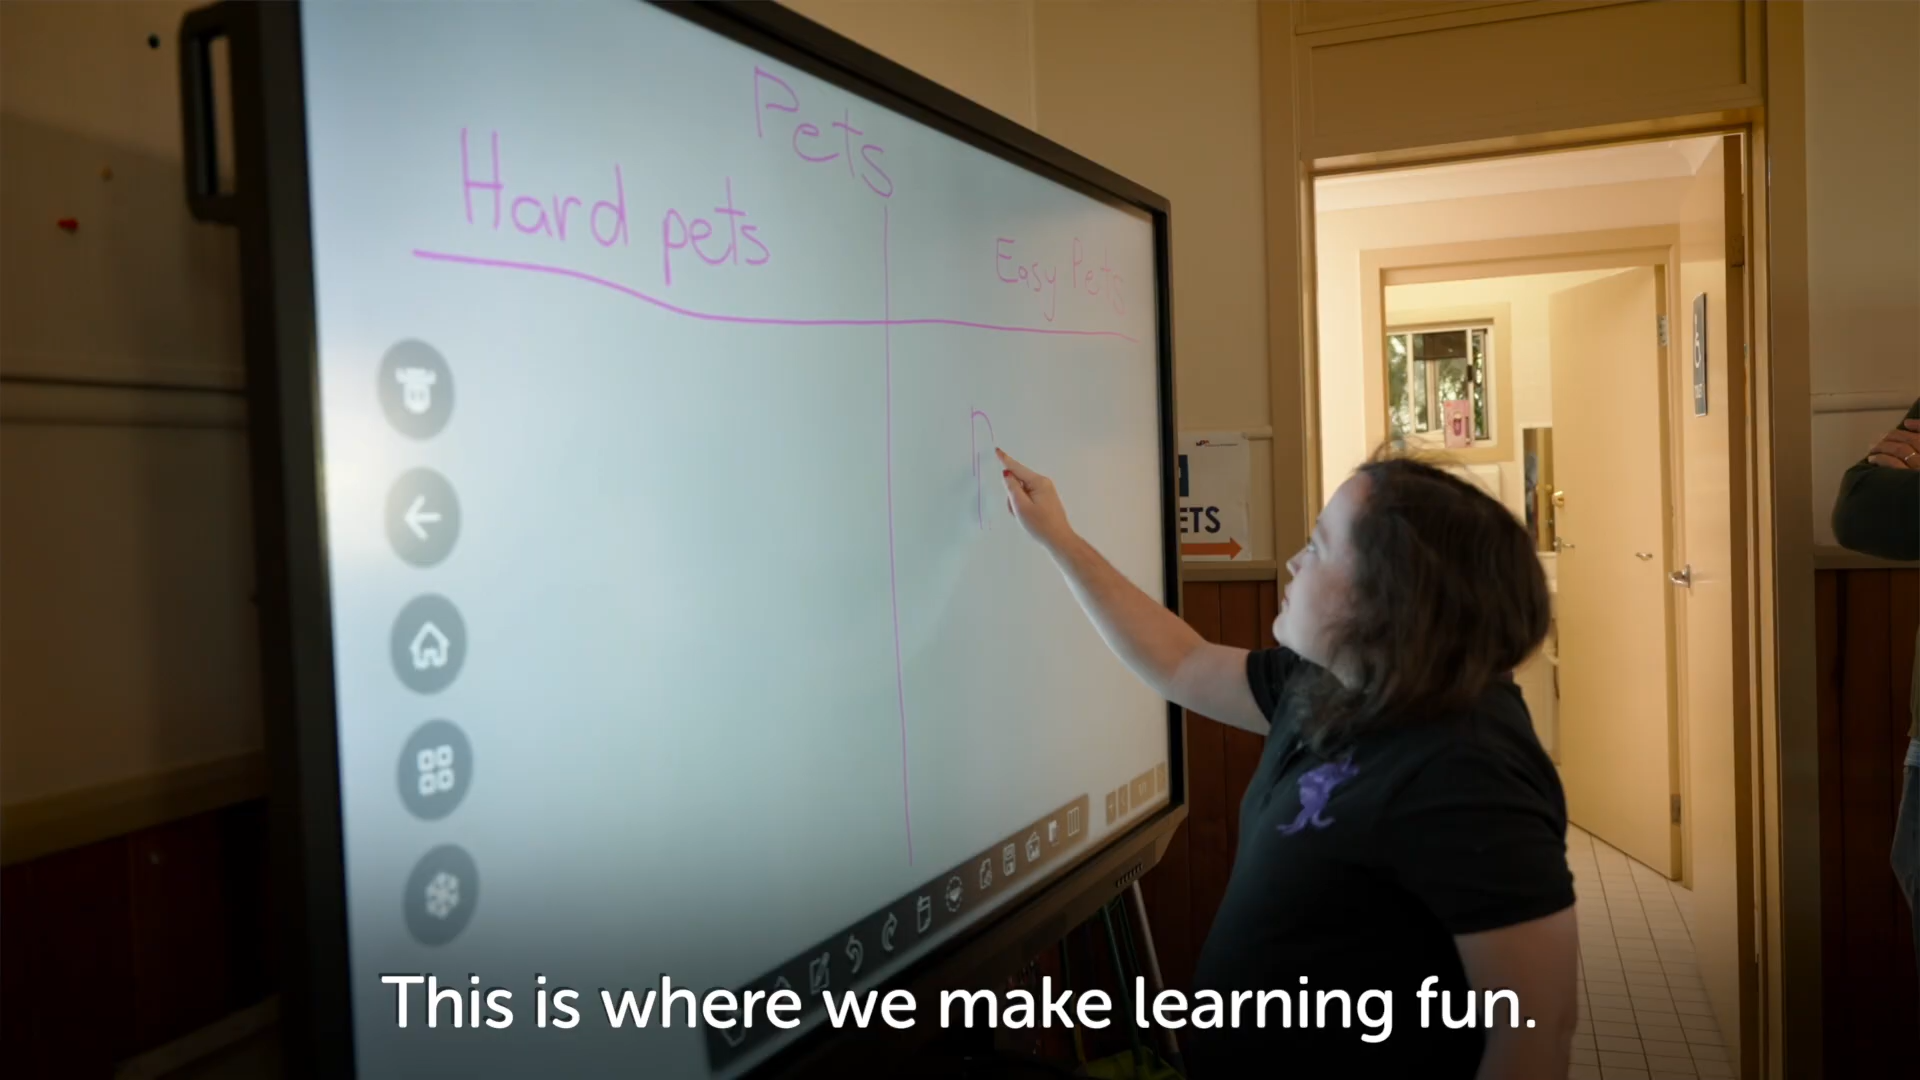 Pets
Hard pets
Easy Pets
ETS
This is where we make learning fun.